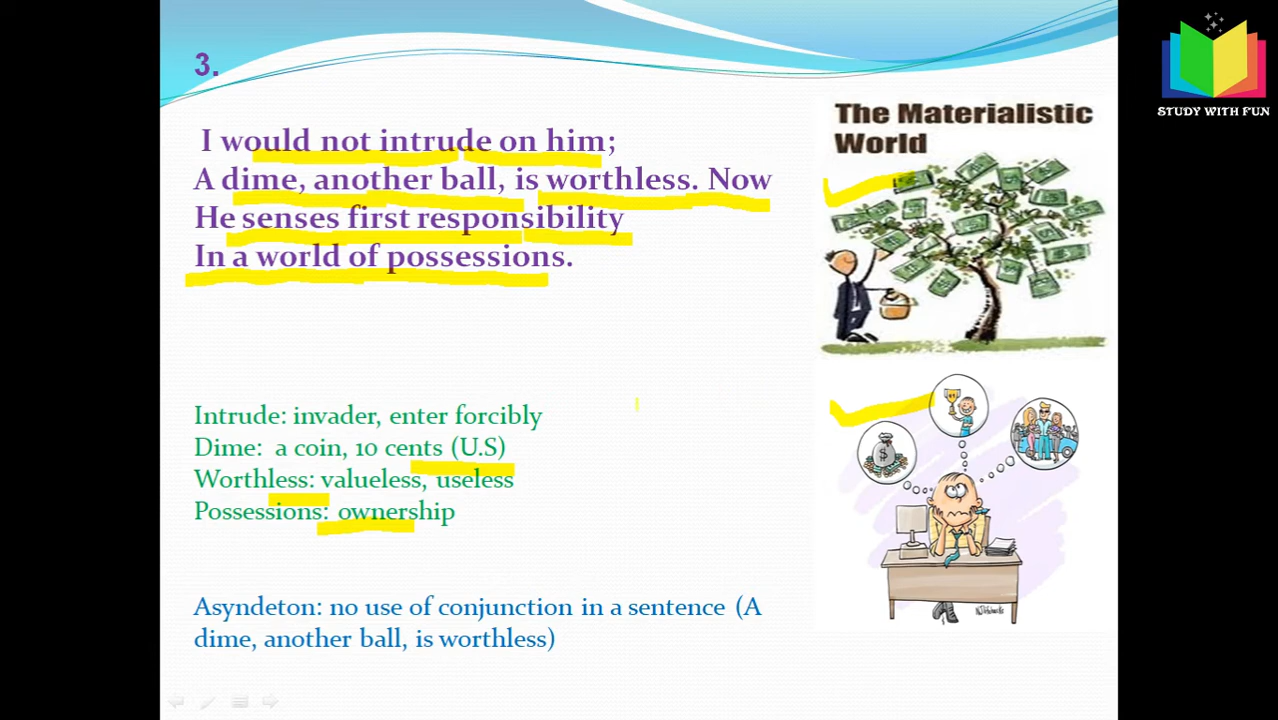 3.
I would not intrude on him;
A dime, another ball, is worthless. Now
He senses first responsibility
In a world of possessions.
Intrude: invader, enter forcibly
Dime:  a coin, 10 cents (U.S)
Worthless: valueless, useless
Possessions: ownership
Asyndeton: no use of conjunction in a sentence (A
dime, another ball, is worthless)
The Materialistic
World
$
STUDY WITH FUN